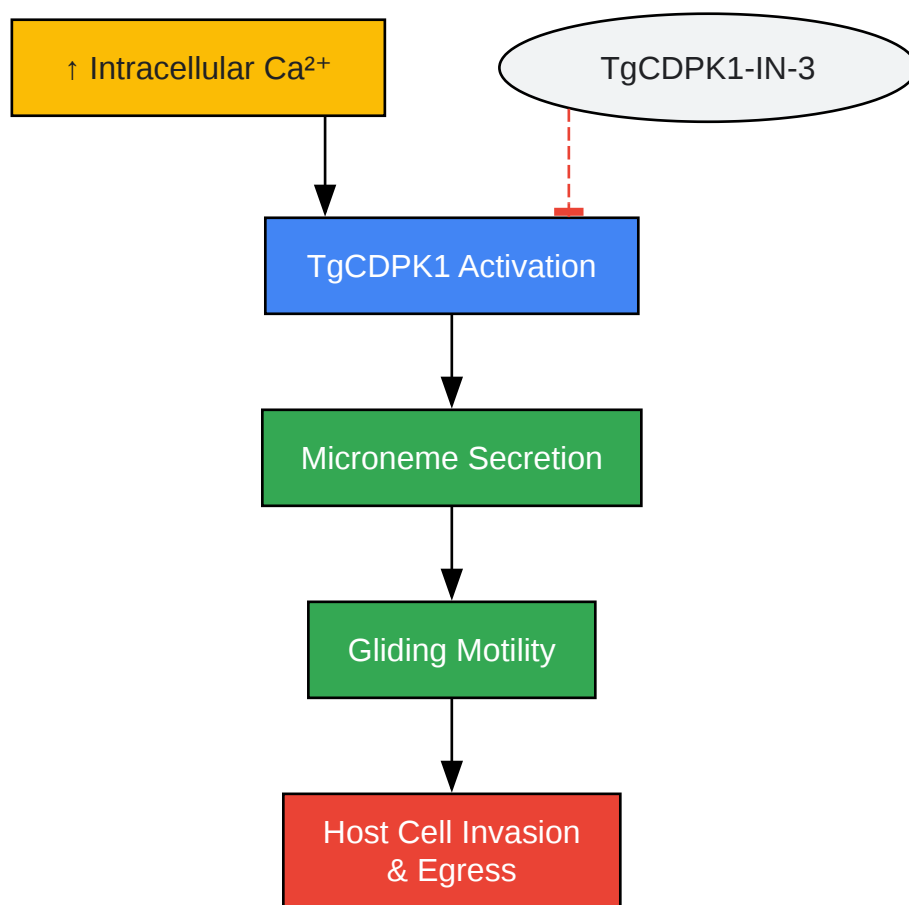 ↑ Intracellular Ca²⁺
TgCDPK1-IN-3
TgCDPK1 Activation
Microneme Secretion
Gliding Motility
Host Cell Invasion
& Egress